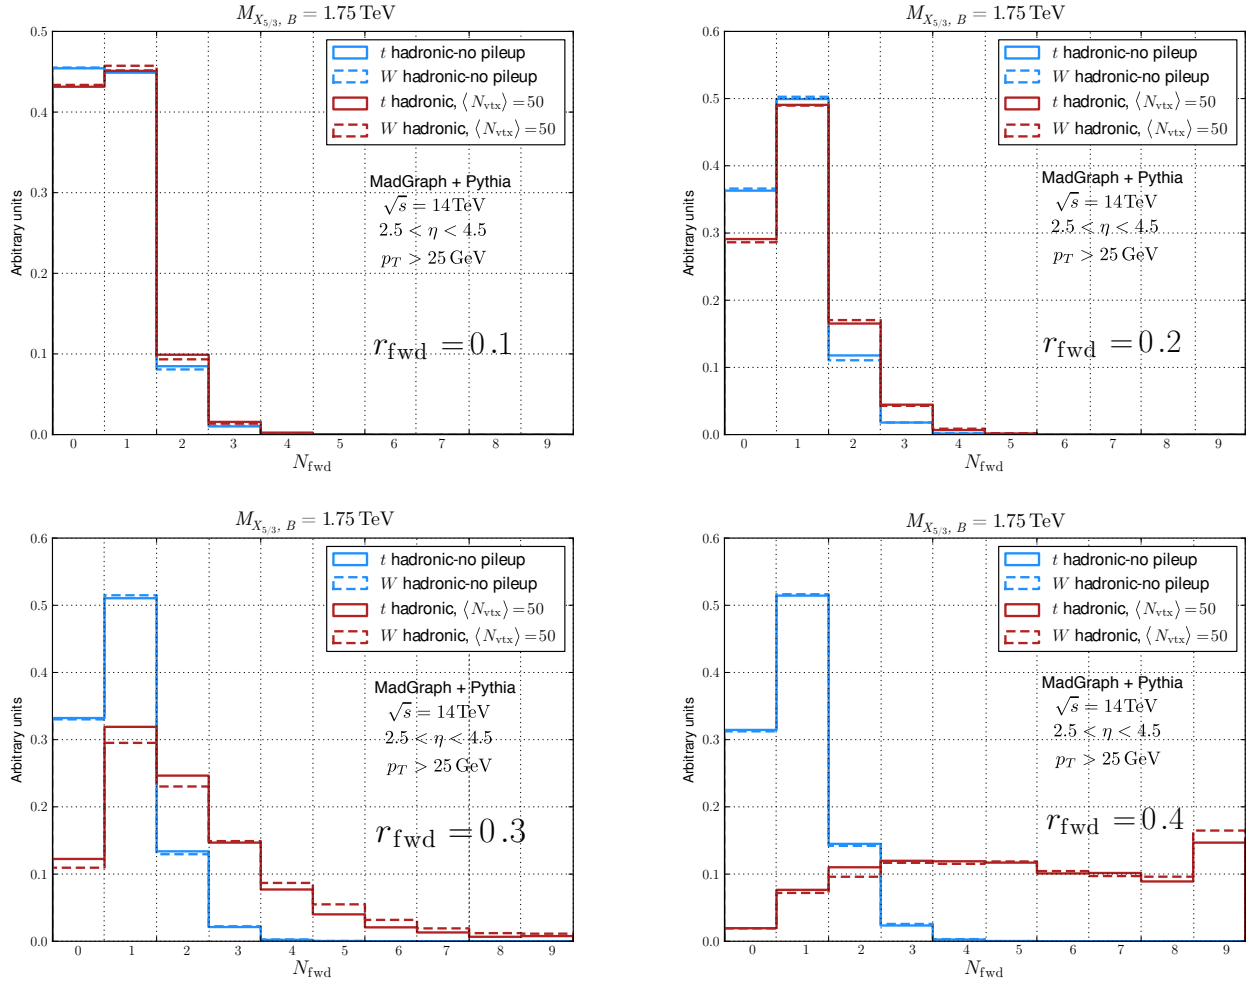 M_{X_{5/3}, B} = 1.75 TeV
0.5
0.4
0.3
0.2
0.1
0.0
Arbitrary units
t hadronic-no pileup
W hadronic-no pileup
t hadronic, ⟨N_vtx⟩ = 50
W hadronic, ⟨N_vtx⟩ = 50
MadGraph + Pythia
√s = 14 TeV
2.5 < η < 4.5
p_T > 25 GeV
r_fwd = 0.1
0 1 2 3 4 5 6 7 8 9
N_fwd
M_{X_{5/3}, B} = 1.75 TeV
0.6
0.5
0.4
0.3
0.2
0.1
0.0
Arbitrary units
t hadronic-no pileup
W hadronic-no pileup
t hadronic, ⟨N_vtx⟩ = 50
W hadronic, ⟨N_vtx⟩ = 50
MadGraph + Pythia
√s = 14 TeV
2.5 < η < 4.5
p_T > 25 GeV
r_fwd = 0.2
0 1 2 3 4 5 6 7 8 9
N_fwd
M_{X_{5/3}, B} = 1.75 TeV
0.6
0.5
0.4
0.3
0.2
0.1
0.0
Arbitrary units
t hadronic-no pileup
W hadronic-no pileup
t hadronic, ⟨N_vtx⟩ = 50
W hadronic, ⟨N_vtx⟩ = 50
MadGraph + Pythia
√s = 14 TeV
2.5 < η < 4.5
p_T > 25 GeV
r_fwd = 0.3
0 1 2 3 4 5 6 7 8 9
N_fwd
M_{X_{5/3}, B} = 1.75 TeV
0.6
0.5
0.4
0.3
0.2
0.1
0.0
Arbitrary units
t hadronic-no pileup
W hadronic-no pileup
t hadronic, ⟨N_vtx⟩ = 50
W hadronic, ⟨N_vtx⟩ = 50
MadGraph + Pythia
√s = 14 TeV
2.5 < η < 4.5
p_T > 25 GeV
r_fwd = 0.4
0 1 2 3 4 5 6 7 8 9
N_fwd